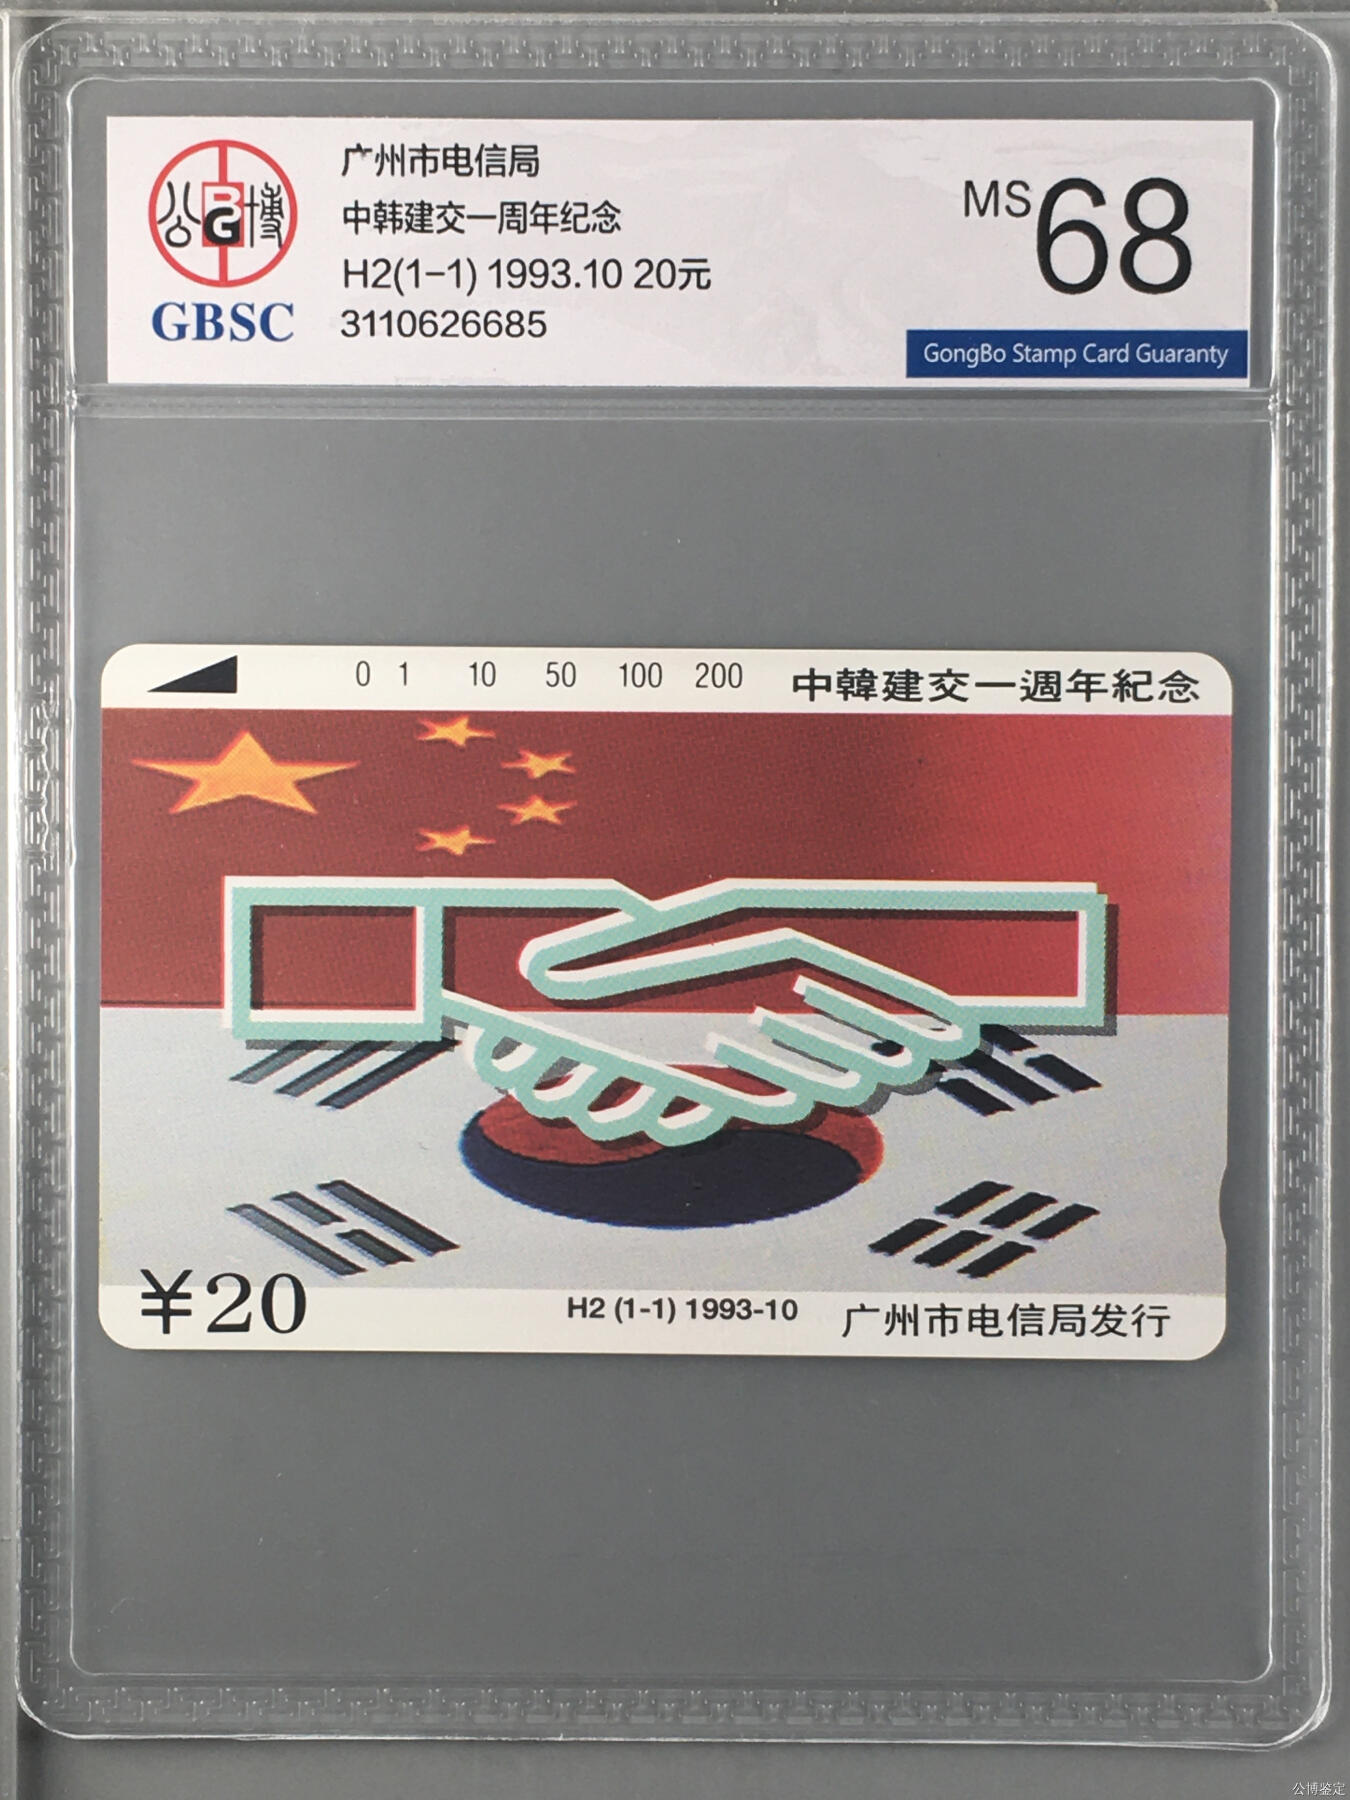 公博
BG
GBSC
广州市电信局
中韩建交一周年纪念
H2(1-1) 1993.10 20元
3110626685
MS 68
GongBo Stamp Card Guaranty
0 1 10 50 100 200
中韓建交一週年紀念
¥20
H2 (1-1) 1993-10
广州市电信局发行
公博鉴定